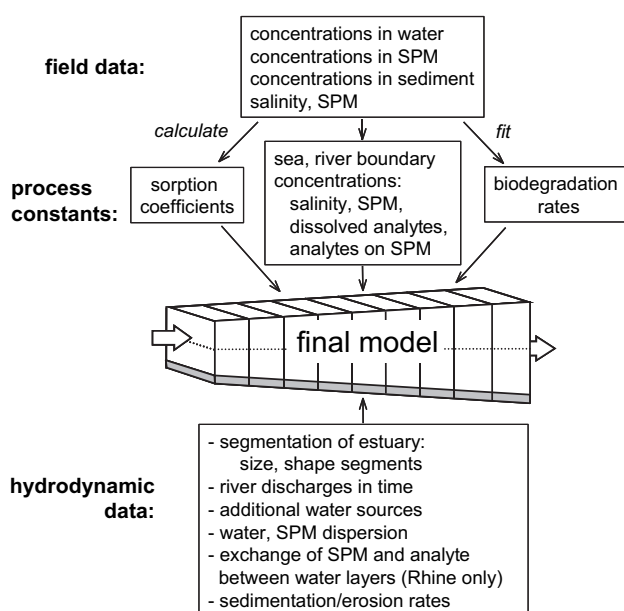 field data:
concentrations in water
concentrations in SPM
concentrations in sediment
salinity, SPM
calculate
fit
process
constants:
sorption
coefficients
sea, river boundary
concentrations:
salinity, SPM,
dissolved analytes,
analytes on SPM
biodegradation
rates
final model
hydrodynamic
data:
- segmentation of estuary:
size, shape segments
- river discharges in time
- additional water sources
- water, SPM dispersion
- exchange of SPM and analyte
between water layers (Rhine only)
- sedimentation/erosion rates